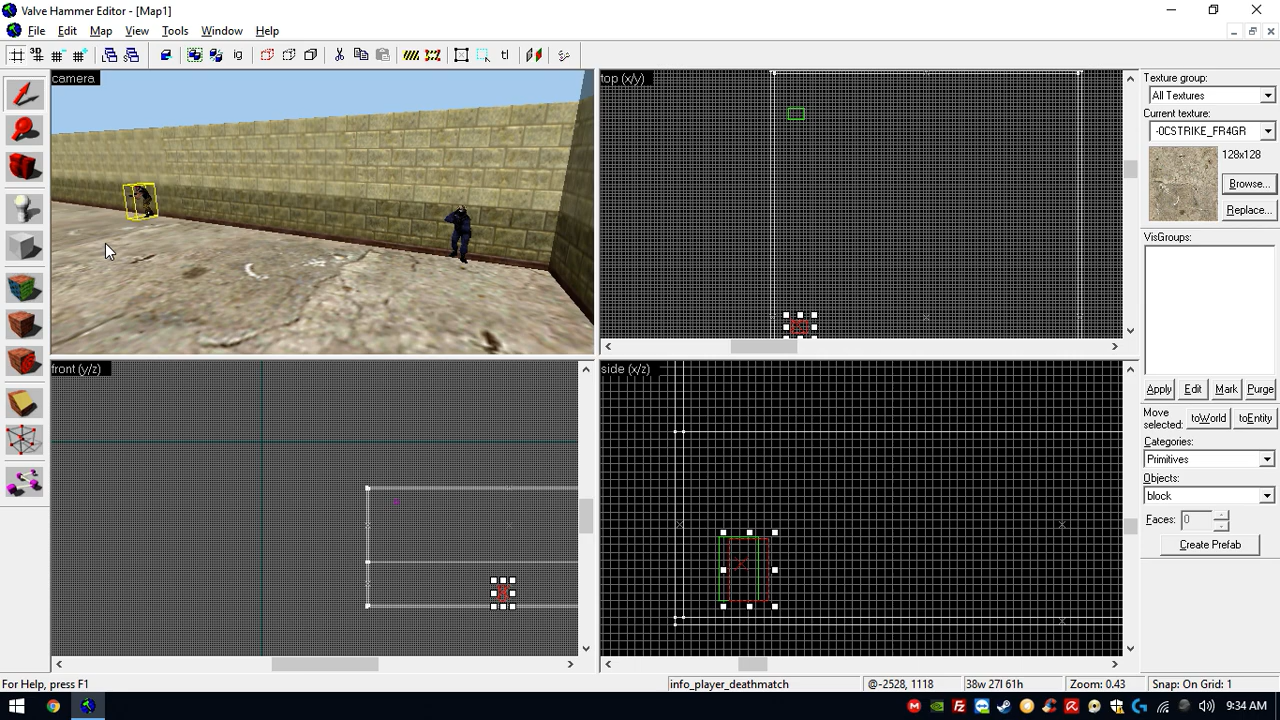 Valve Hammer Editor - [Map1]
File Edit Map View Tools Window Help
camera
top (x/y)
front (y/z)
side (x/z)
Texture group:
All Textures
Current texture:
-0CSTRIKE_FR4GR
128x128
Browse...
Replace...
VisGroups:
Apply Edit Mark Purge
Move selected: toWorld toEntity
Categories:
Primitives
Objects:
block
Faces: 0
Create Prefab
For Help, press F1
info_player_deathmatch
@-2528, 1118
38w 27l 61h
Zoom: 0.43
Snap: On Grid: 1
9:34 AM